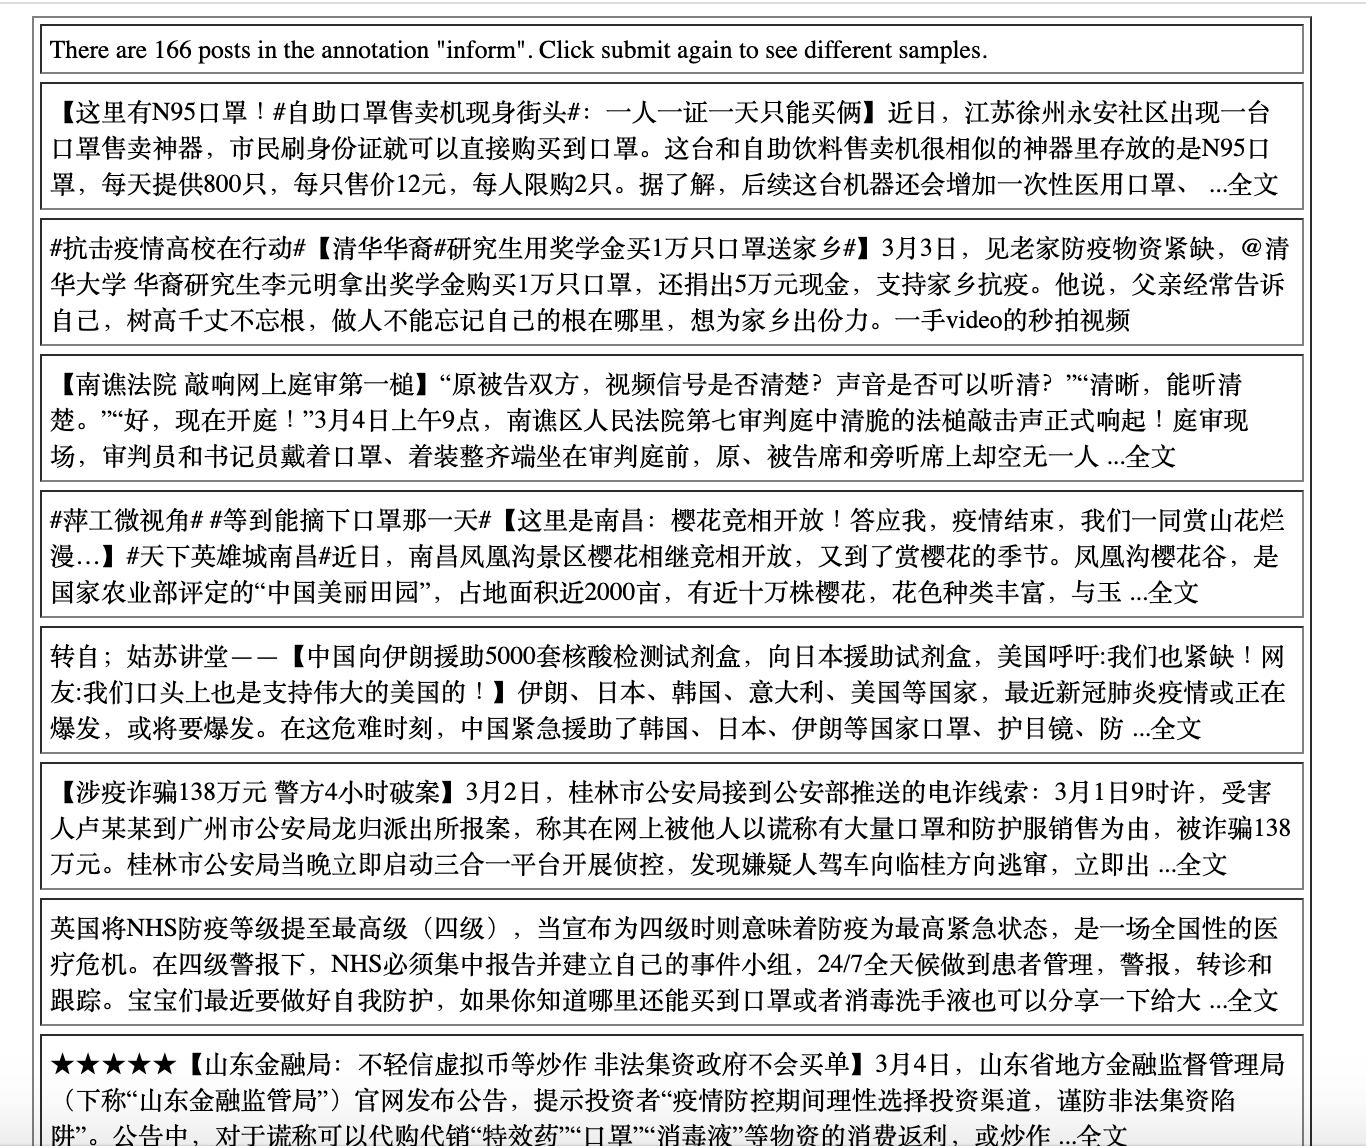 There are 166 posts in the annotation "inform". Click submit again to see different samples.
【这里有N95口罩！#自助口罩售卖机现身街头#：一人一证一天只能买俩】近日，江苏徐州永安社区出现一台
口罩售卖神器，市民刷身份证就可以直接购买到口罩。这台和自助饮料售卖机很相似的神器里存放的是N95口
罩，每天提供800只，每只售价12元，每人限购2只。据了解，后续这台机器还会增加一次性医用口罩、 ...全文
#抗击疫情高校在行动#【清华华裔#研究生用奖学金买1万只口罩送家乡#】3月3日，见老家防疫物资紧缺，@清
华大学 华裔研究生李元明拿出奖学金购买1万只口罩，还捐出5万元现金，支持家乡抗疫。他说，父亲经常告诉
自己，树高千丈不忘根，做人不能忘记自己的根在哪里，想为家乡出份力。一手video的秒拍视频
【南谯法院 敲响网上庭审第一槌】“原被告双方，视频信号是否清楚？声音是否可以听清？”“清晰，能听清
楚。”“好，现在开庭！”3月4日上午9点，南谯区人民法院第七审判庭中清脆的法槌敲击声正式响起！庭审现
场，审判员和书记员戴着口罩、着装整齐端坐在审判庭前，原、被告席和旁听席上却空无一人 ...全文
#萍工微视角# #等到能摘下口罩那一天#【这里是南昌：樱花竞相开放！答应我，疫情结束，我们一同赏山花烂
漫…】#天下英雄城南昌#近日，南昌凤凰沟景区樱花相继竞相开放，又到了赏樱花的季节。凤凰沟樱花谷，是
国家农业部评定的“中国美丽田园”，占地面积近2000亩，有近十万株樱花，花色种类丰富，与玉 ...全文
转自；姑苏讲堂——【中国向伊朗援助5000套核酸检测试剂盒，向日本援助试剂盒，美国呼吁:我们也紧缺！网
友:我们口头上也是支持伟大的美国的！】伊朗、日本、韩国、意大利、美国等国家，最近新冠肺炎疫情或正在
爆发，或将要爆发。在这危难时刻，中国紧急援助了韩国、日本、伊朗等国家口罩、护目镜、防 ...全文
【涉疫诈骗138万元 警方4小时破案】3月2日，桂林市公安局接到公安部推送的电诈线索：3月1日9时许，受害
人卢某某到广州市公安局龙归派出所报案，称其在网上被他人以谎称有大量口罩和防护服销售为由，被诈骗138
万元。桂林市公安局当晚立即启动三合一平台开展侦控，发现嫌疑人驾车向临桂方向逃窜，立即出 ...全文
英国将NHS防疫等级提至最高级（四级），当宣布为四级时则意味着防疫为最高紧急状态，是一场全国性的医
疗危机。在四级警报下，NHS必须集中报告并建立自己的事件小组，24/7全天候做到患者管理，警报，转诊和
跟踪。宝宝们最近要做好自我防护，如果你知道哪里还能买到口罩或者消毒洗手液也可以分享一下给大 ...全文
★★★★★【山东金融局：不轻信虚拟币等炒作 非法集资政府不会买单】3月4日，山东省地方金融监督管理局
（下称“山东金融监管局”）官网发布公告，提示投资者“疫情防控期间理性选择投资渠道，谨防非法集资陷
阱”。公告中，对于谎称可以代购代销“特效药”“口罩”“消毒液”等物资的消费返利，或炒作 ...全文